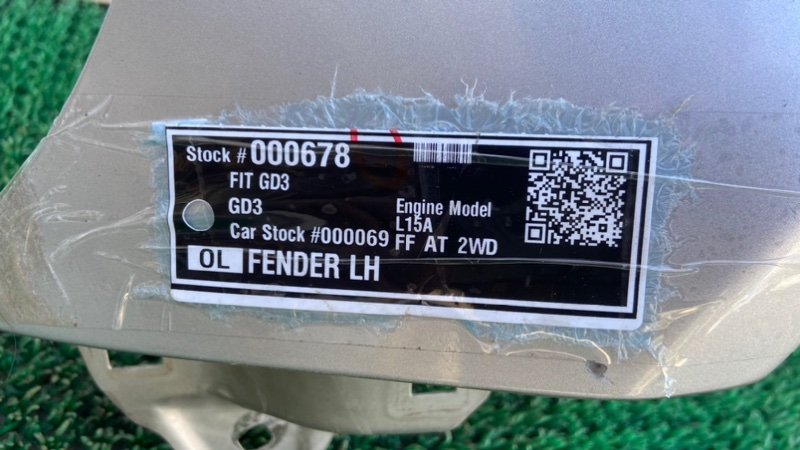 Stock # 000678
FIT GD3
GD3
Engine Model
L15A
Car Stock #000069
FF AT 2WD
OL FENDER LH